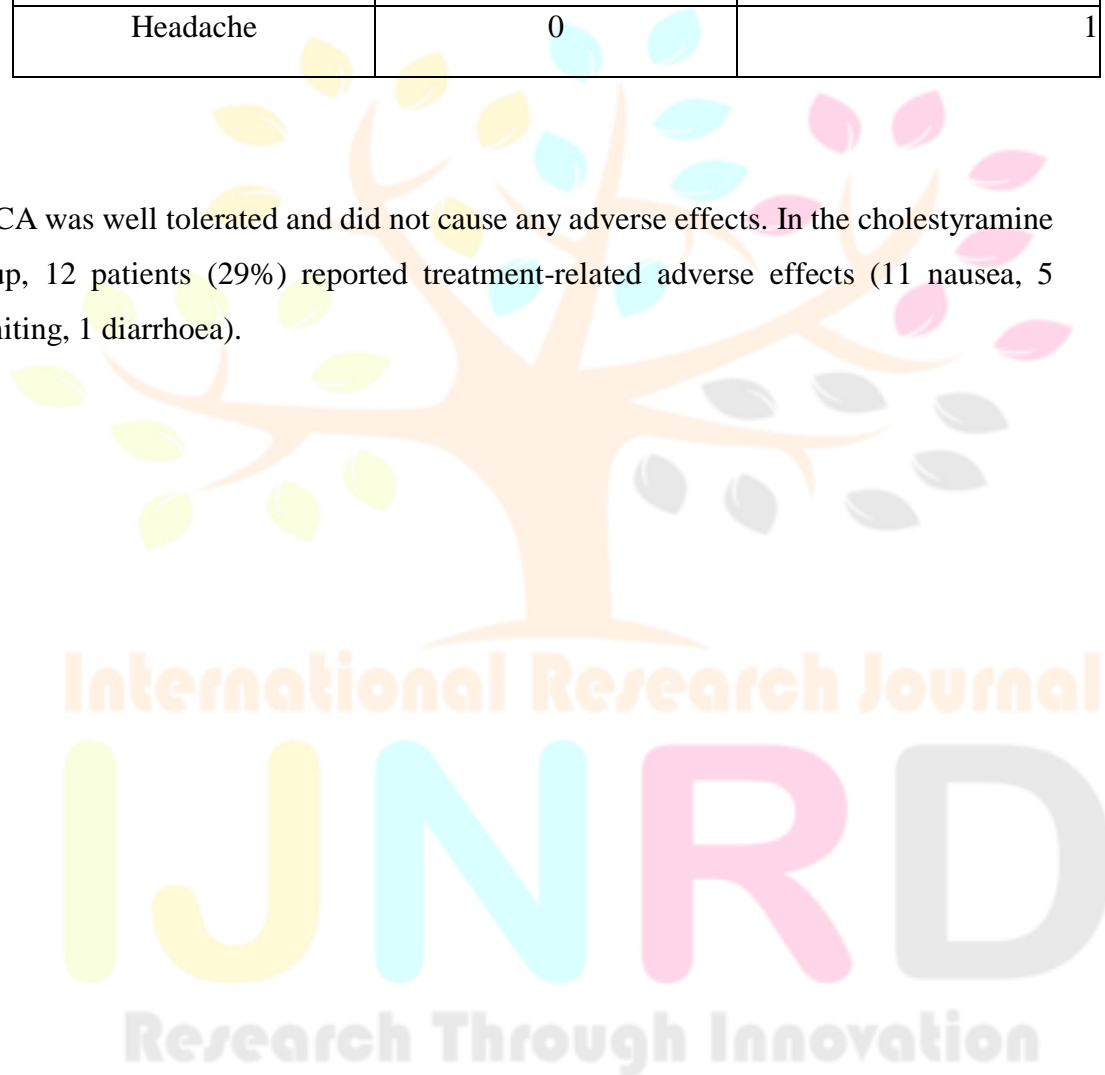 Headache 0 1
CA was well tolerated and did not cause any adverse effects. In the cholestyramine
up, 12 patients (29%) reported treatment-related adverse effects (11 nausea, 5
niting, 1 diarrhoea).
International Research Journal
IJNRD
Research Through Innovation